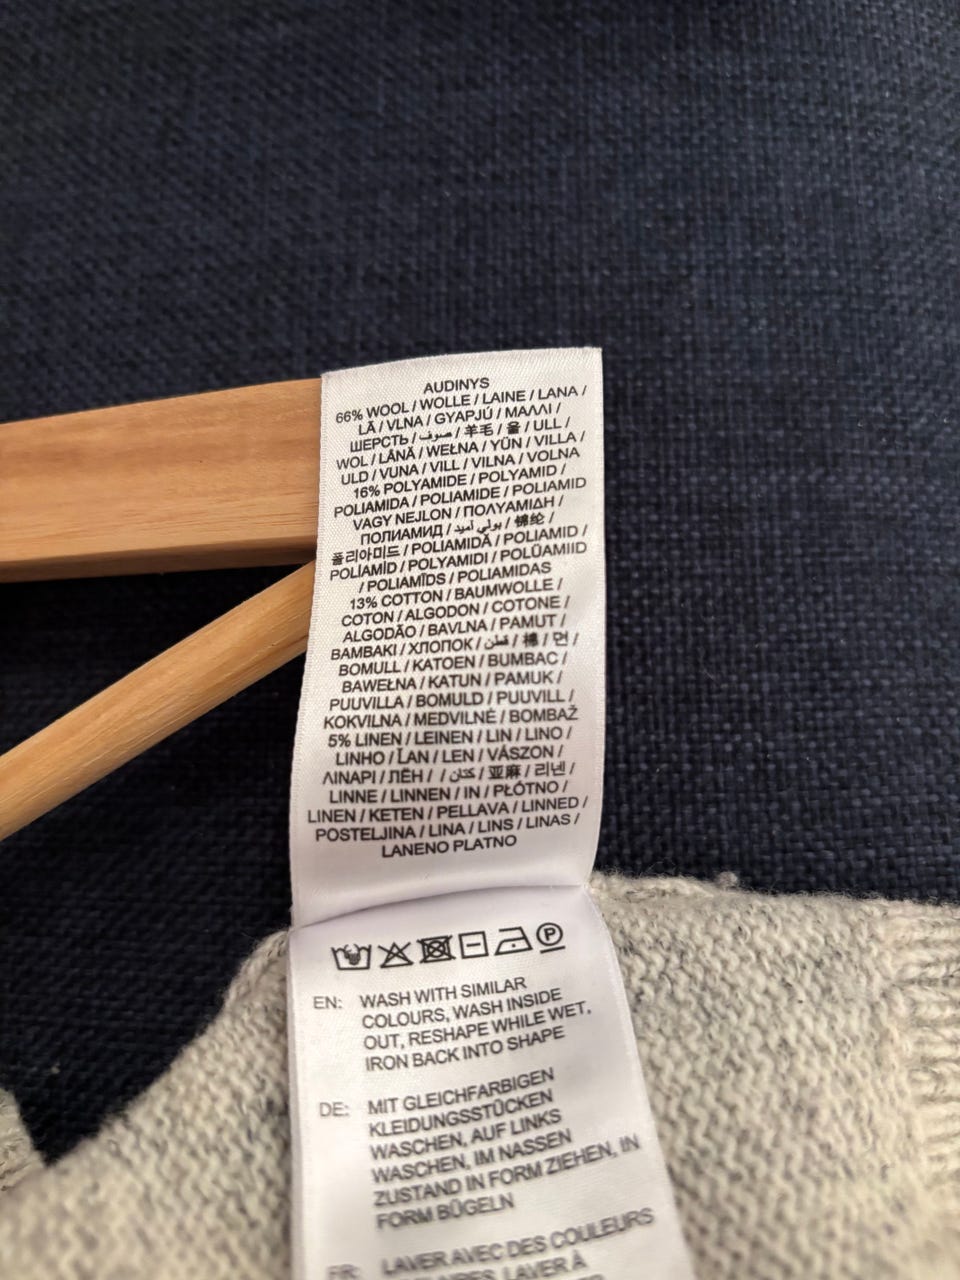 AUDINYS
66% WOOL / WOLLE / LAINE / LANA /
LÃ / VLNA / GYAPJÚ / ΜΑΛΛΙ /
ШЕРСТЬ / صوف / 羊毛 / 울 / ULL /
WOL / LÂNĂ / WEŁNA / YÜN / VILLA /
ULD / VUNA / VILL / VILNA / VOLNA
16% POLYAMIDE / POLYAMID /
POLIAMIDA / POLIAMIDE / POLIAMID
VAGY NEJLON / ΠΟΛΥΑΜΙΔΗ /
ПОЛИАМИД / بولي أميد / 锦纶 /
폴리아미드 / POLIAMIDĂ / POLIAMID /
POLÍAMÍÐ / POLYAMIDI / POLÜAMIID
/ POLIAMĪDS / POLIAMIDAS
13% COTTON / BAUMWOLLE /
COTON / ALGODON / COTONE /
ALGODÃO / BAVLNA / PAMUT /
BAMBAKI / ХЛОПОК / قطن / 棉 / 면 /
BOMULL / KATOEN / BUMBAC /
BAWEŁNA / KATUN / PAMUK /
PUUVILLA / BOMULD / PUUVILL /
KOKVILNA / MEDVILNĖ / BOMBAŽ
5% LINEN / LEINEN / LIN / LINO /
LINHO / ĽAN / LEN / VÁSZON /
ΛΙΝΑΡΙ / ЛЁН / / كتان / 亚麻 / 리넨 /
LINNE / LINNEN / IN / PŁÓTNO /
LINEN / KETEN / PELLAVA / LINNED /
POSTELJINA / LINA / LINS / LINAS /
LANENO PLATNO
P
EN: WASH WITH SIMILAR
COLOURS, WASH INSIDE
OUT, RESHAPE WHILE WET,
IRON BACK INTO SHAPE
DE: MIT GLEICHFARBIGEN
KLEIDUNGSSTÜCKEN
WASCHEN, AUF LINKS
WASCHEN, IM NASSEN
ZUSTAND IN FORM ZIEHEN, IN
FORM BÜGELN
FR: LAVER AVEC DES COULEURS
LAVER À